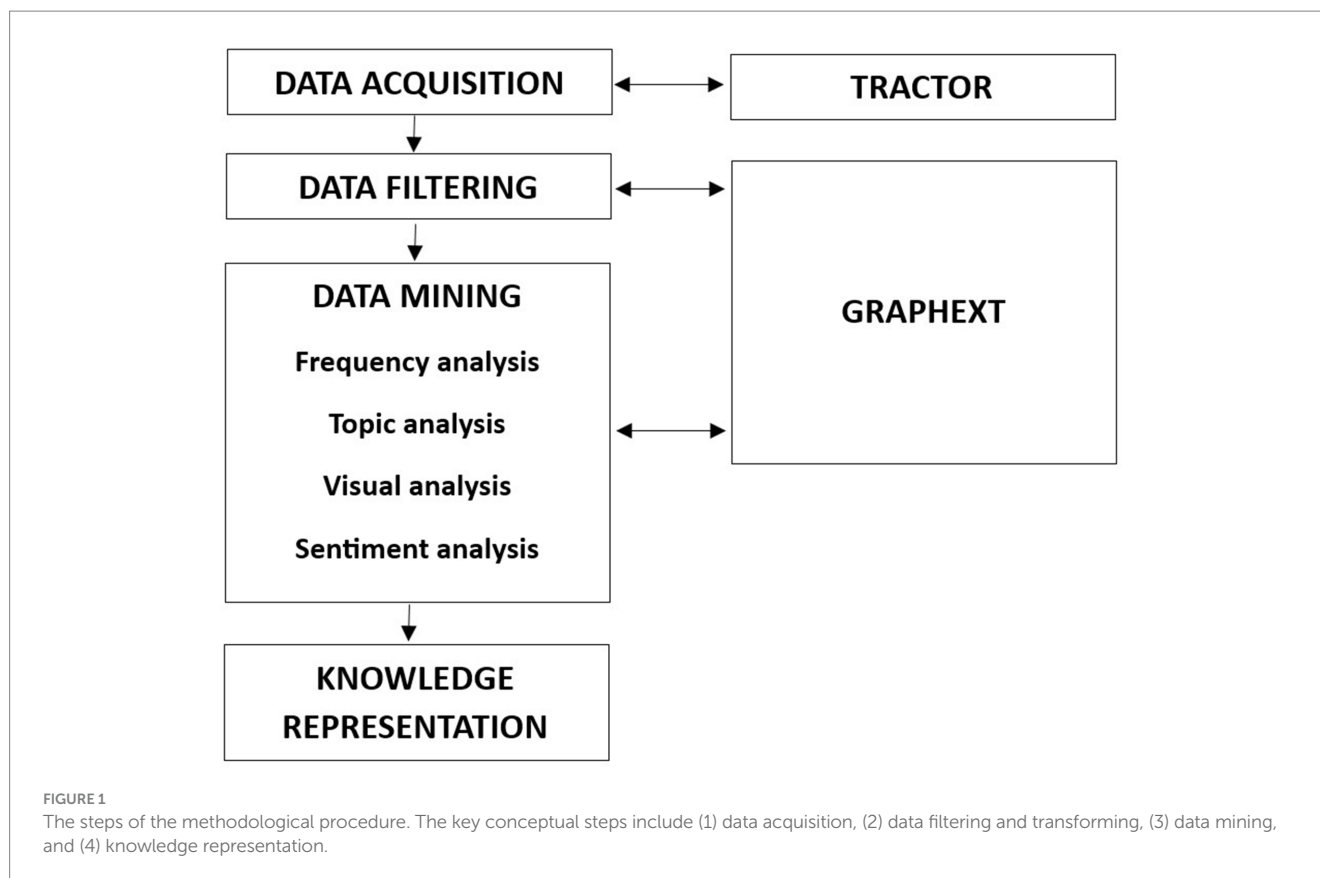 DATA ACQUISITION
TRACTOR
DATA FILTERING
DATA MINING
Frequency analysis
Topic analysis
Visual analysis
Sentiment analysis
GRAPHEXT
KNOWLEDGE
REPRESENTATION
FIGURE 1
The steps of the methodological procedure. The key conceptual steps include (1) data acquisition, (2) data filtering and transforming, (3) data mining,
and (4) knowledge representation.